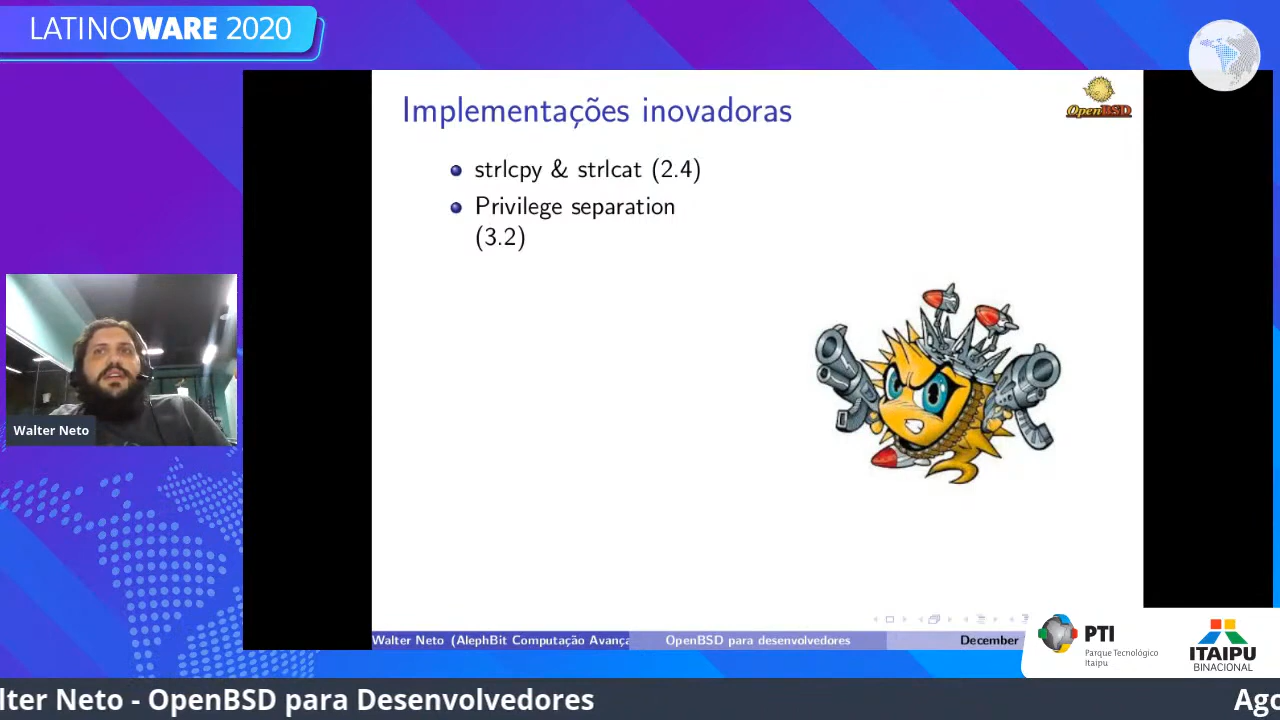 LATINOWARE 2020
Implementações inovadoras
OpenBSD
strlcpy & strlcat (2.4)
Privilege separation
(3.2)
Walter Neto
Walter Neto (AlephBit Computação Avança
OpenBSD para desenvolvedores
December
PTI
Parque Tecnológico
Itaipu
ITAIPU
BINACIONAL
lter Neto - OpenBSD para Desenvolvedores
Ago